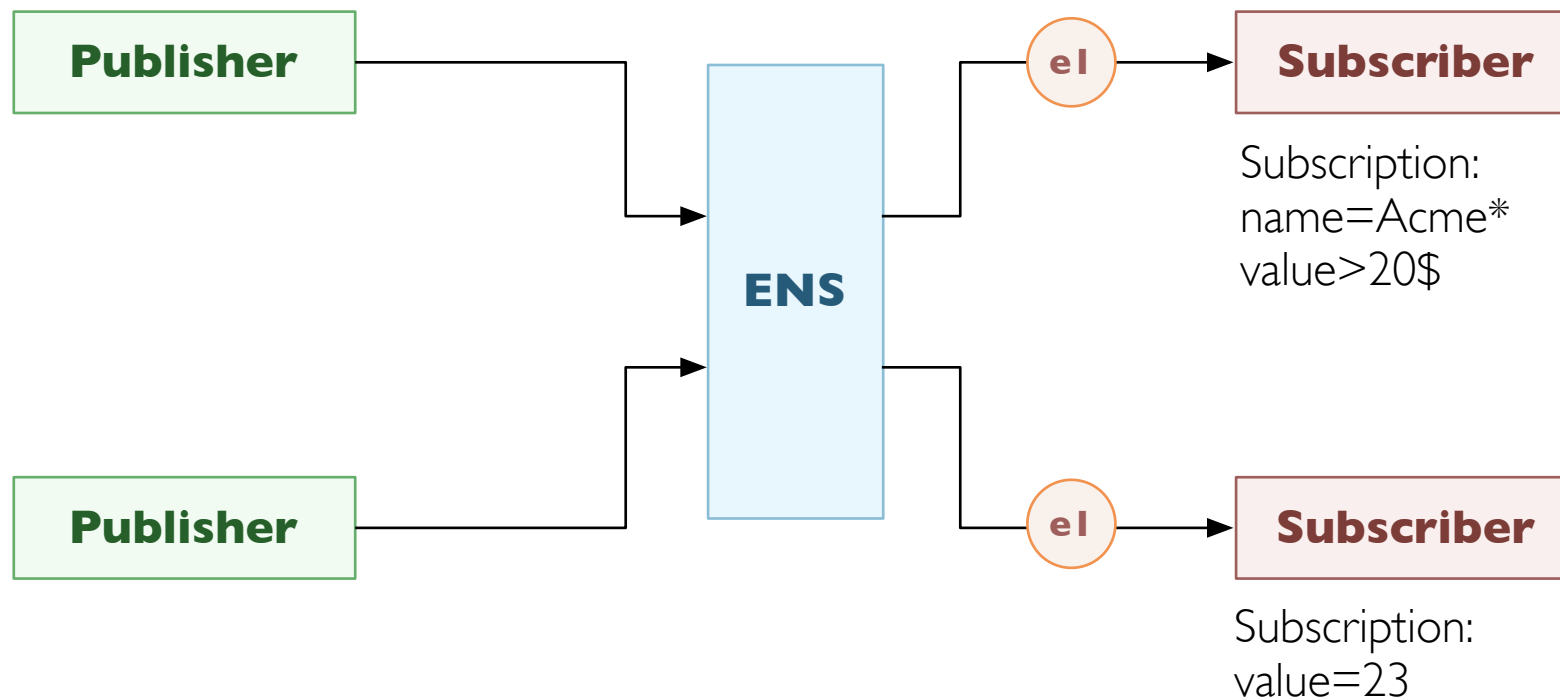 Publisher
e1
Subscriber
Subscription:
name=Acme*
value>20$
ENS
Publisher
e1
Subscriber
Subscription:
value=23